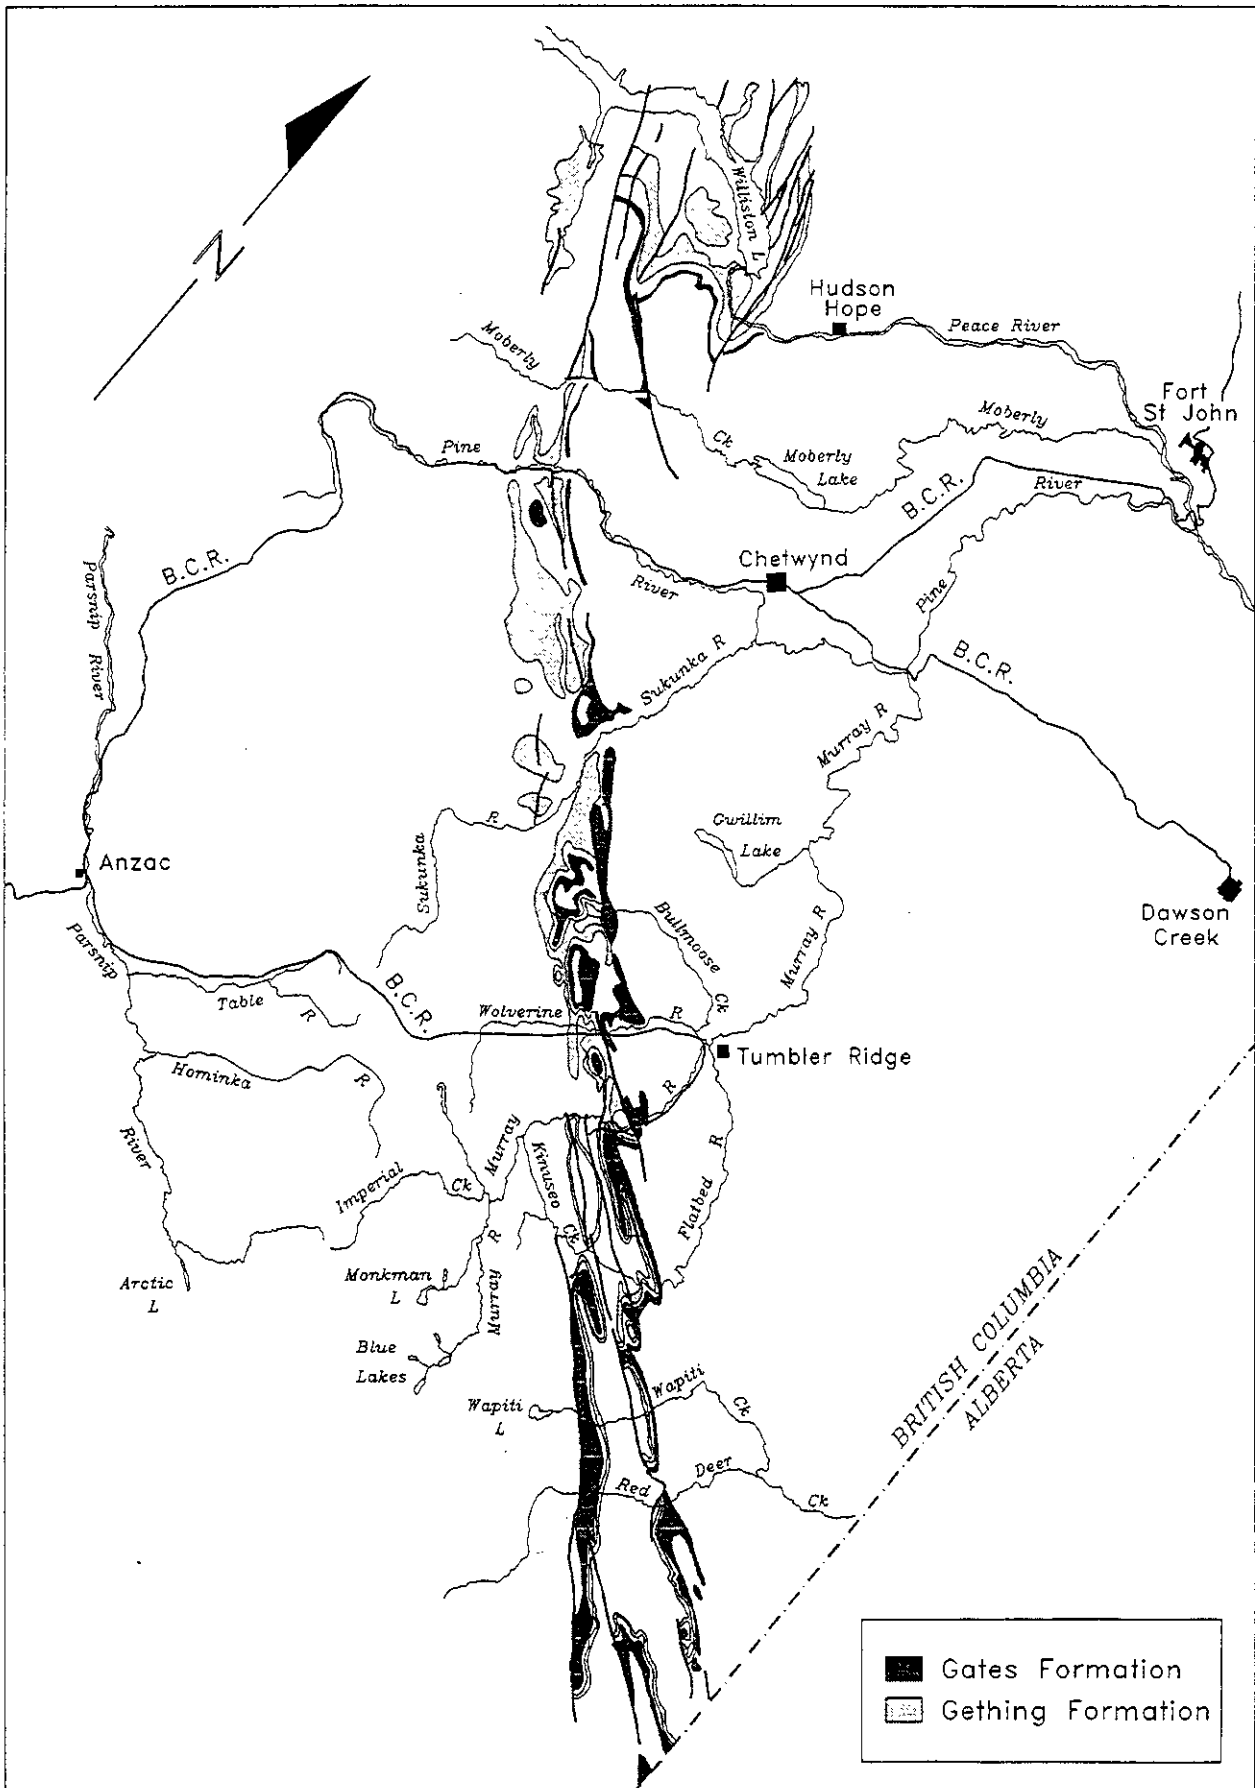 N
Williston L
Hudson
Hope
Peace River
Moberly
Fort
St John
Ck
Moberly
Lake
Moberly
Pine
B.C.R.
River
B.C.R.
Parsnip River
Chetwynd
River
Pine
Sukunka R
B.C.R.
Murray R
Gwillim
Lake
R
Sukunka
Anzac
Parsnip
Dawson
Creek
Bullmoose
Ck
Murray R
Table
R
B.C.R.
Wolverine
R
Tumbler Ridge
Hominka
R
R
River
Murray
Kinuseo
Ck
Imperial
Ck
R
Flatbed
R
Arctic
L
Monkman
L
Murray
Blue
Lakes
Wapiti
L
Wapiti
Ck
Red
Deer
Ck
BRITISH COLUMBIA
ALBERTA
Gates Formation
Gething Formation